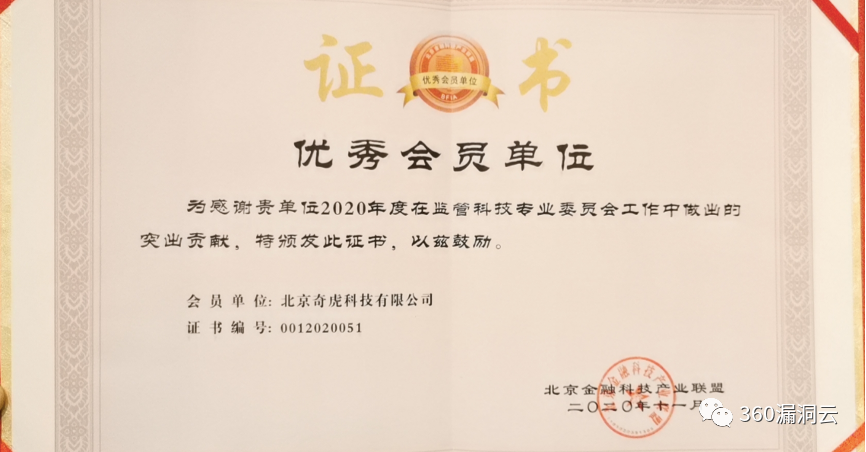 证书
优秀会员单位
BFIA
优秀会员单位
为感谢贵单位2020年度在监管科技专业委员会工作中做出的
突出贡献，特颁发此证书，以兹鼓励。
会员单位：北京奇虎科技有限公司
证书编号：0012020051
北京金融科技产业联盟
二〇二〇年十一月
360漏洞云